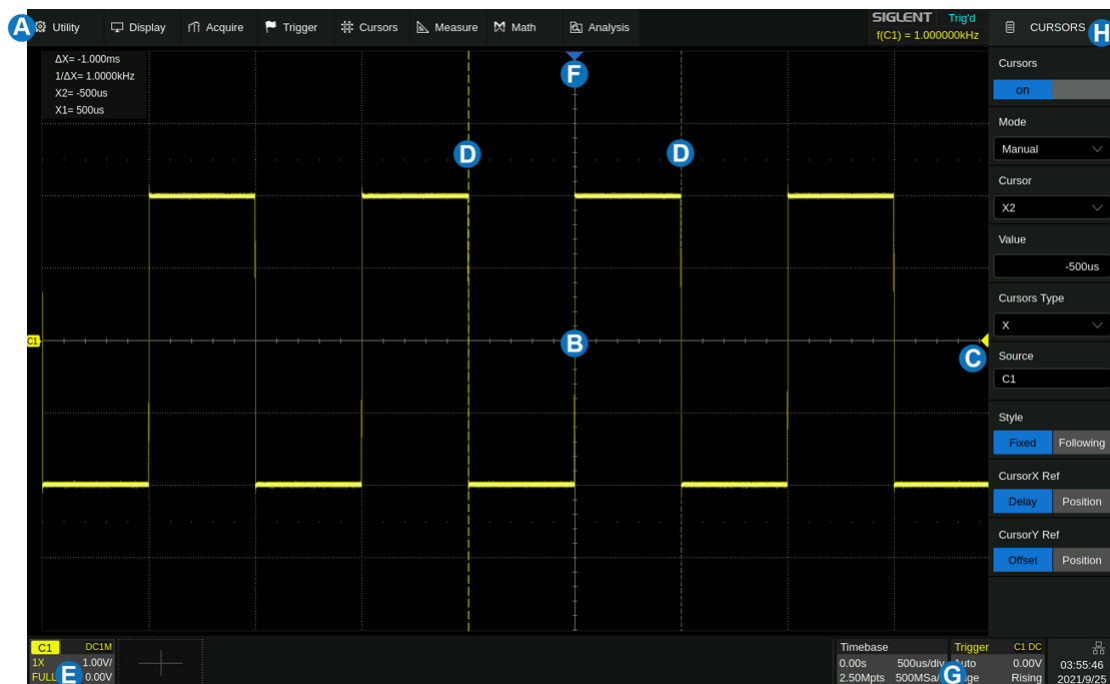 A Utility Display Acquire Trigger Cursors Measure Math Analysis
SIGLENT Trig'd
f(C1) = 1.000000kHz
CURSORS H
ΔX= -1.000ms
1/ΔX= 1.0000kHz
X2= -500us
X1= 500us
F
D D
B
C
C1
Cursors
on
Mode
Manual
Cursor
X2
Value
-500us
Cursors Type
X
Source
C1
Style
Fixed Following
CursorX Ref
Delay Position
CursorY Ref
Offset Position
C1 DC1M
1X 1.00V/
FULL E 0.00V
Timebase
0.00s 500us/div
2.50Mpts 500MSa/
G
Trigger C1 DC
Auto 0.00V
Rising
03:55:46
2021/9/25